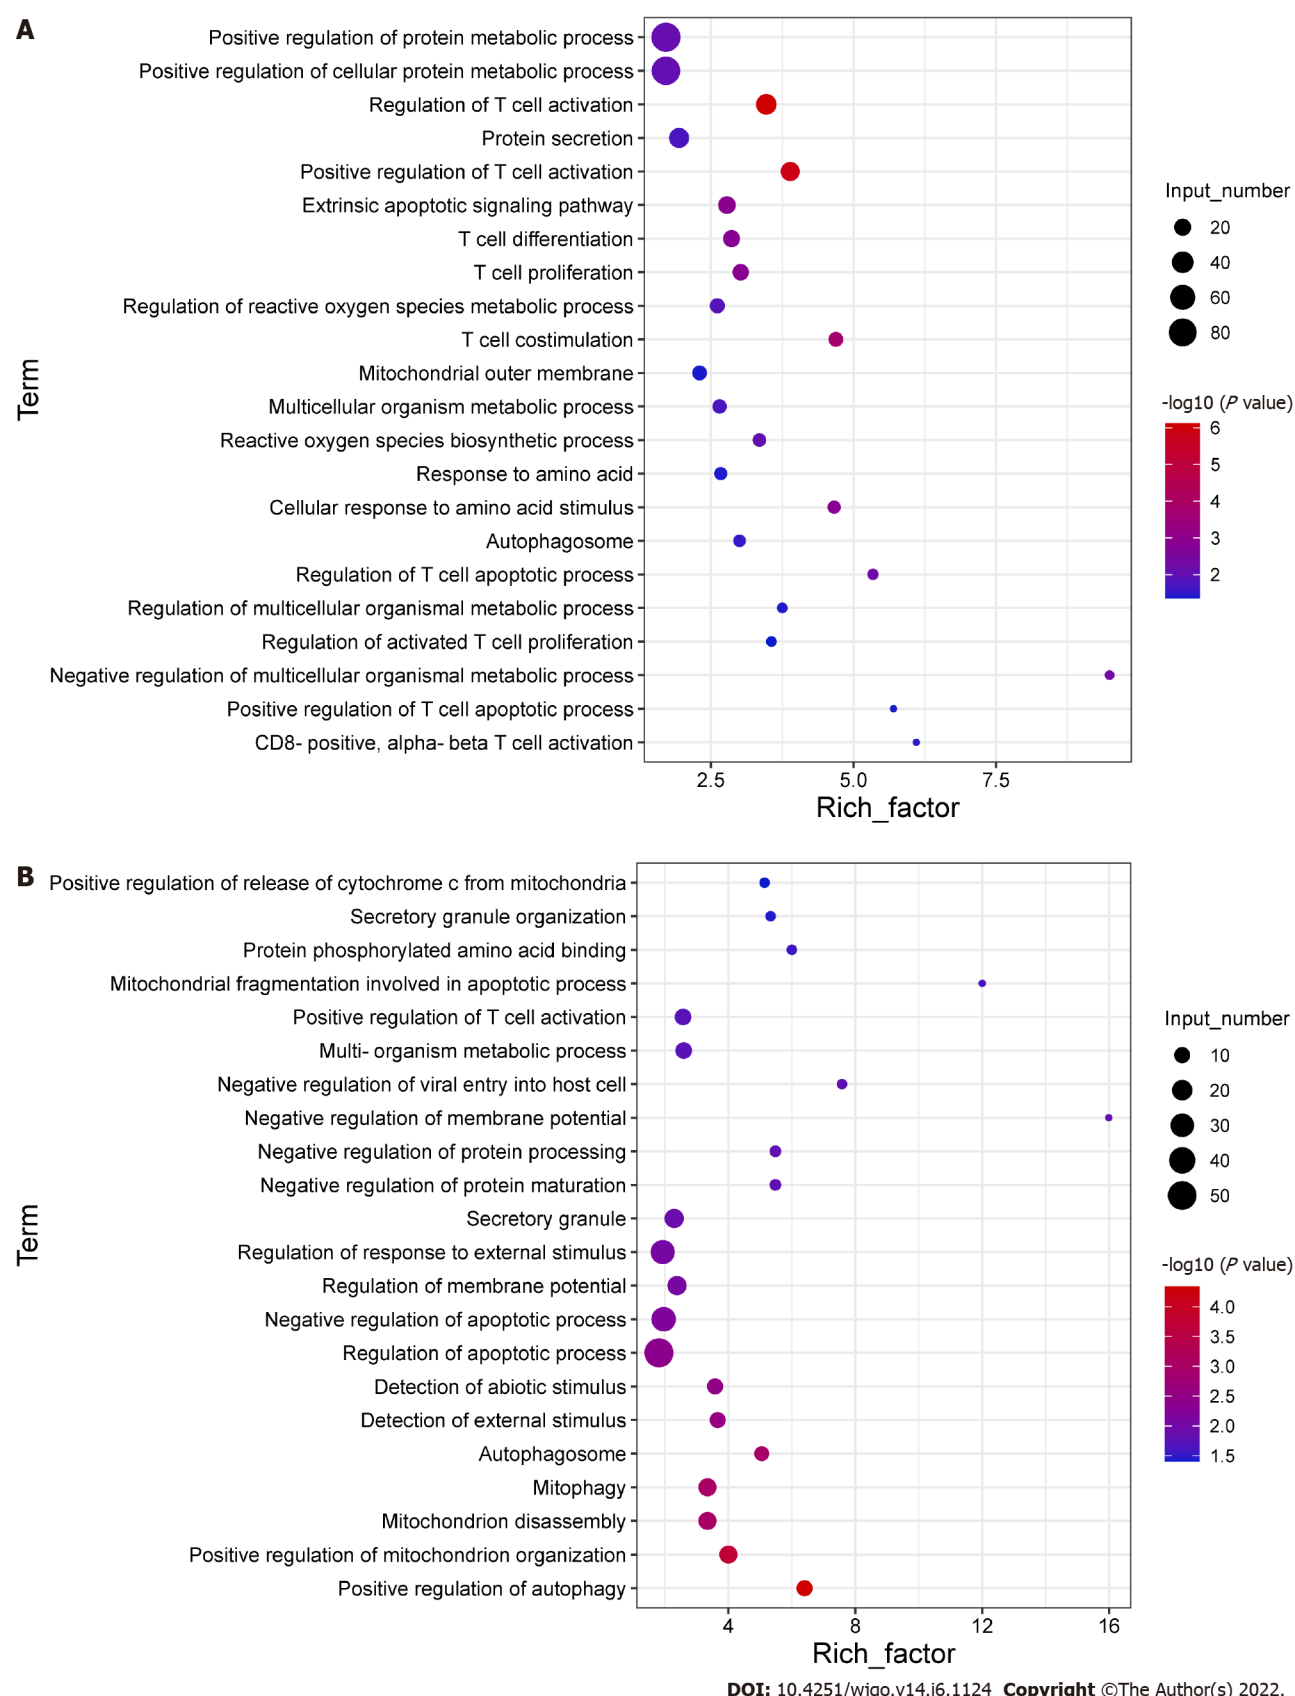 A
Positive regulation of protein metabolic process
Positive regulation of cellular protein metabolic process
Regulation of T cell activation
Protein secretion
Positive regulation of T cell activation
Extrinsic apoptotic signaling pathway
T cell differentiation
T cell proliferation
Regulation of reactive oxygen species metabolic process
T cell costimulation
Mitochondrial outer membrane
Multicellular organism metabolic process
Reactive oxygen species biosynthetic process
Response to amino acid
Cellular response to amino acid stimulus
Autophagosome
Regulation of T cell apoptotic process
Regulation of multicellular organismal metabolic process
Regulation of activated T cell proliferation
Negative regulation of multicellular organismal metabolic process
Positive regulation of T cell apoptotic process
CD8- positive, alpha- beta T cell activation
Term
2.5 5.0 7.5
Rich_factor
Input_number
20
40
60
80
-log10 (P value)
6
5
4
3
2
B
Positive regulation of release of cytochrome c from mitochondria
Secretory granule organization
Protein phosphorylated amino acid binding
Mitochondrial fragmentation involved in apoptotic process
Positive regulation of T cell activation
Multi- organism metabolic process
Negative regulation of viral entry into host cell
Negative regulation of membrane potential
Negative regulation of protein processing
Negative regulation of protein maturation
Secretory granule
Regulation of response to external stimulus
Regulation of membrane potential
Negative regulation of apoptotic process
Regulation of apoptotic process
Detection of abiotic stimulus
Detection of external stimulus
Autophagosome
Mitophagy
Mitochondrion disassembly
Positive regulation of mitochondrion organization
Positive regulation of autophagy
Term
4 8 12 16
Rich_factor
Input_number
10
20
30
40
50
-log10 (P value)
4.0
3.5
3.0
2.5
2.0
1.5
DOI: 10.4251/wjgo.v14.i6.1124 Copyright ©The Author(s) 2022.